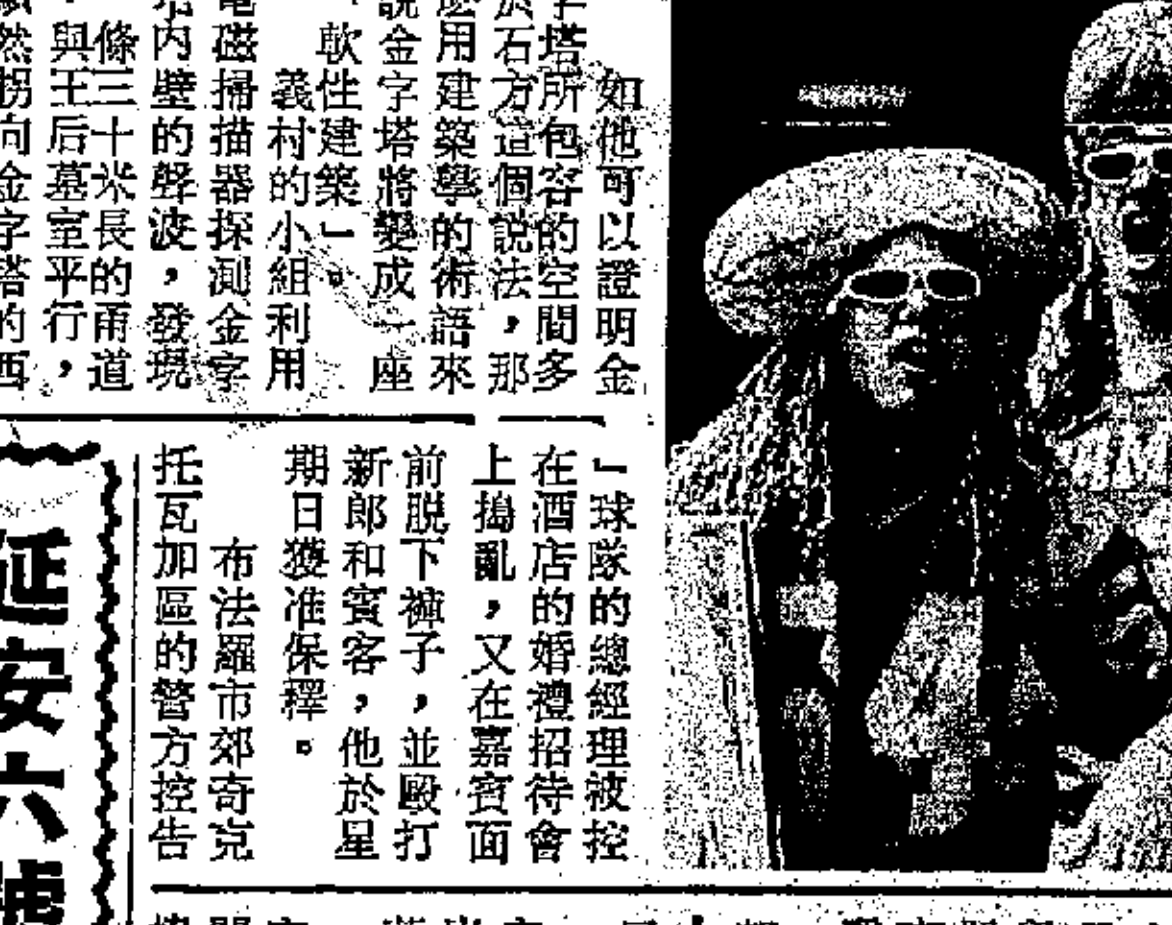 如他可以證明金
字塔所包容的空間多
於石方這個說法，那
麼用建築學的術語來
說金字塔將變成一座
「軟性建築」。
義村的小組利用
電磁掃描器探測金字
塔內壁的聲波，發現
一條三十米長的甬道
，與王后墓室平行，
然拐向金字塔的西
」球隊的總經理被控
在酒店的婚禮招待會
上搗亂，又在嘉賓面
前脫下褲子，並毆打
新郎和賓客，他於星
期日獲准保釋。
布法羅市郊奇克
托瓦加區的警方控告
延安六號